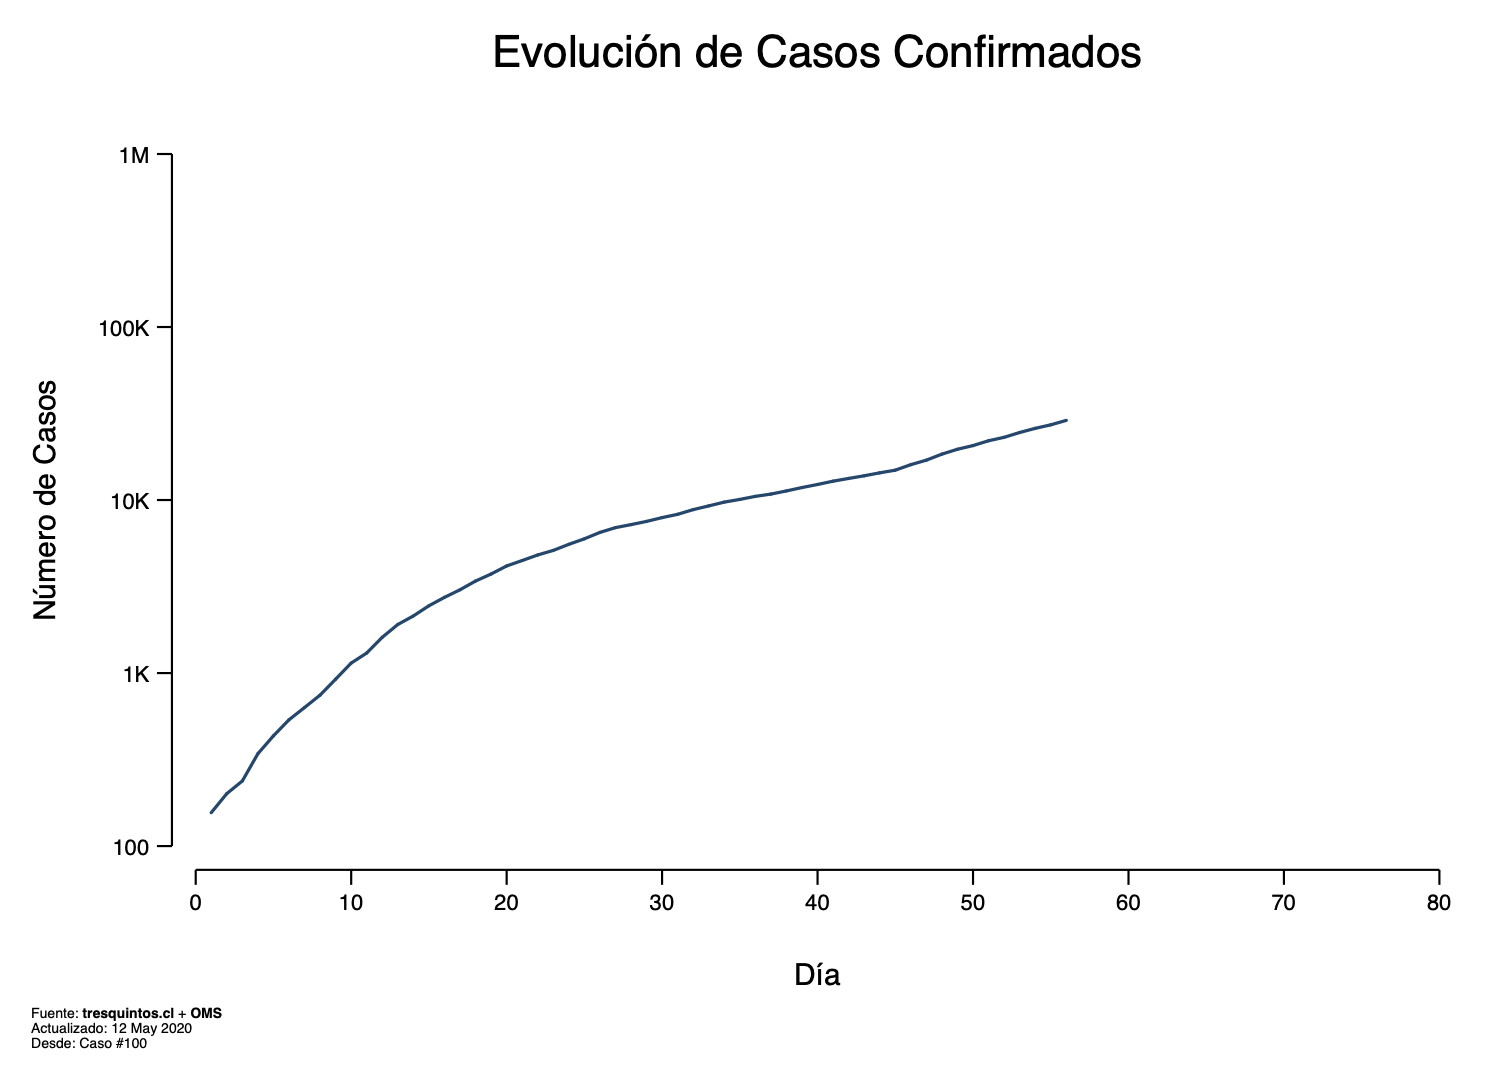 Evolución de Casos Confirmados
1M
100K
10K
1K
100
Número de Casos
0 10 20 30 40 50 60 70 80
Día
Fuente: tresquintos.cl + OMS
Actualizado: 12 May 2020
Desde: Caso #100